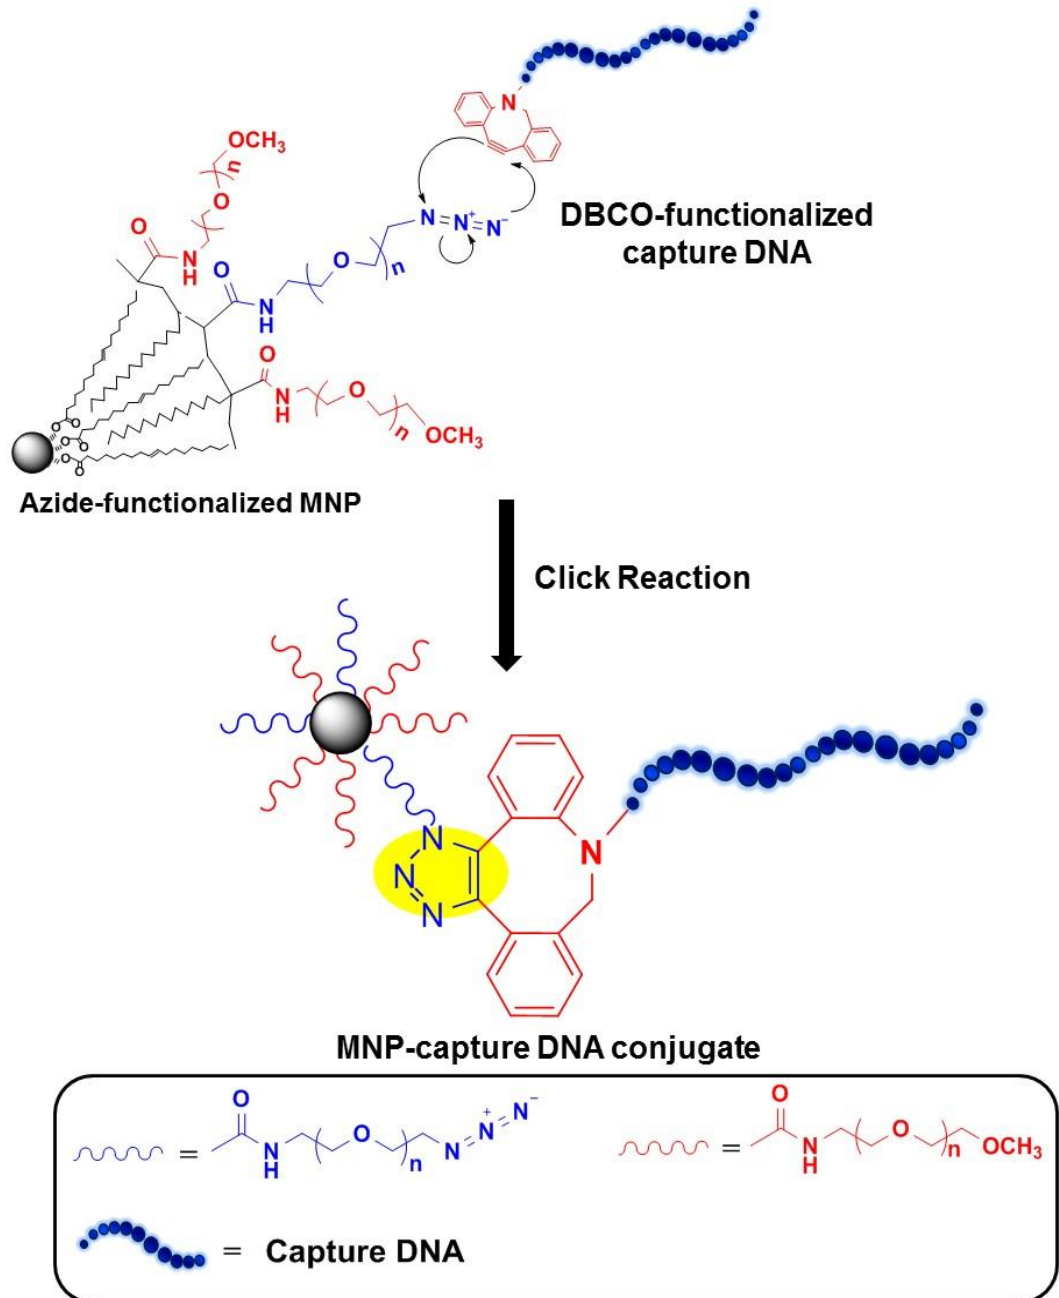 N
OCH3
n
O
O
N
H
DBCO-functionalized
capture DNA
N=N+=N−
O
n
O
N
H
O
N
H
O
n
OCH3
O
O
O
O
O
O
Azide-functionalized MNP
Click Reaction
N
N
N
N
MNP-capture DNA conjugate
= O N H O n N=N+=N−
= O N H O n OCH3
= Capture DNA